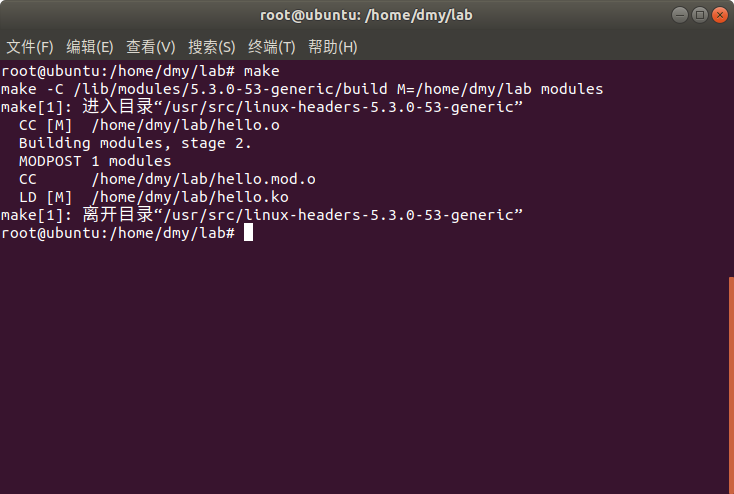 root@ubuntu: /home/dmy/lab
文件(F) 编辑(E) 查看(V) 搜索(S) 终端(T) 帮助(H)
root@ubuntu:/home/dmy/lab# make
make -C /lib/modules/5.3.0-53-generic/build M=/home/dmy/lab modules
make[1]: 进入目录“/usr/src/linux-headers-5.3.0-53-generic”
  CC [M]  /home/dmy/lab/hello.o
  Building modules, stage 2.
  MODPOST 1 modules
  CC      /home/dmy/lab/hello.mod.o
  LD [M]  /home/dmy/lab/hello.ko
make[1]: 离开目录“/usr/src/linux-headers-5.3.0-53-generic”
root@ubuntu:/home/dmy/lab#